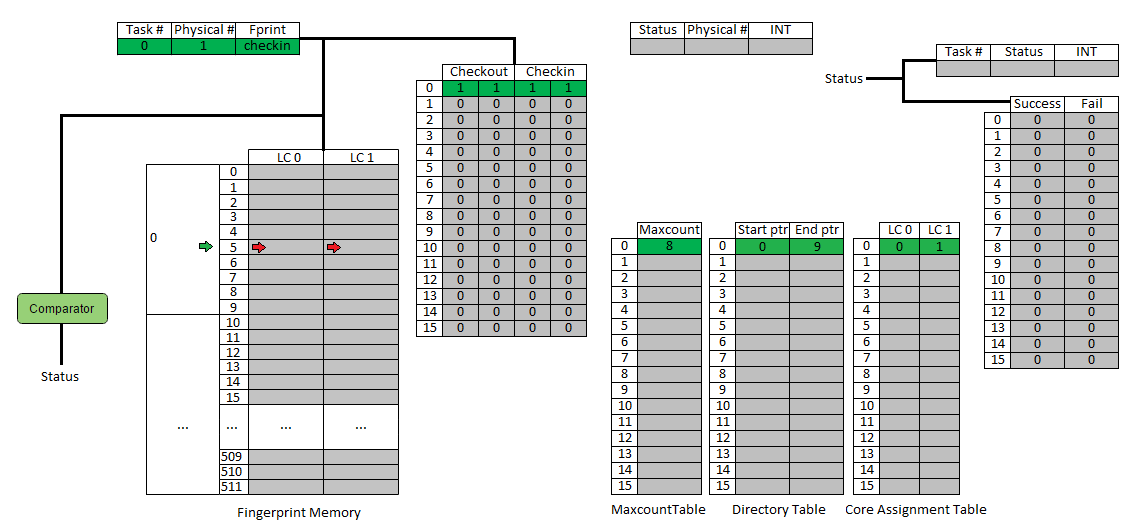 Task # Physical # Fprint
0 1 checkin
Status Physical # INT
Task # Status INT
Status
Checkout Checkin
0 1 1 1 1
1 0 0 0 0
2 0 0 0 0
3 0 0 0 0
4 0 0 0 0
5 0 0 0 0
6 0 0 0 0
7 0 0 0 0
8 0 0 0 0
9 0 0 0 0
10 0 0 0 0
11 0 0 0 0
12 0 0 0 0
13 0 0 0 0
14 0 0 0 0
15 0 0 0 0
Success Fail
0 0 0
1 0 0
2 0 0
3 0 0
4 0 0
5 0 0
6 0 0
7 0 0
8 0 0
9 0 0
10 0 0
11 0 0
12 0 0
13 0 0
14 0 0
15 0 0
LC 0 LC 1
0
0
1
2
3
4
5
6
7
8
9
10
11
12
13
14
15
... ... ... ...
509
510
511
Fingerprint Memory
Comparator
Status
Maxcount
0 8
1
2
3
4
5
6
7
8
9
10
11
12
13
14
15
MaxcountTable
Start ptr End ptr
0 0 9
1
2
3
4
5
6
7
8
9
10
11
12
13
14
15
Directory Table
LC 0 LC 1
0 0 1
1
2
3
4
5
6
7
8
9
10
11
12
13
14
15
Core Assignment Table